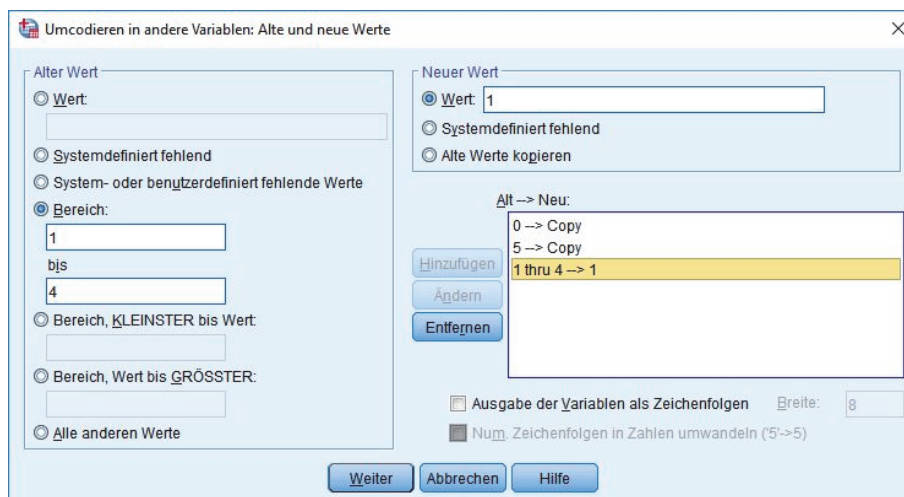 Umcodieren in andere Variablen: Alte und neue Werte
Alter Wert
Wert:
Systemdefiniert fehlend
System- oder benutzerdefiniert fehlende Werte
Bereich:
1
bis
4
Bereich, KLEINSTER bis Wert:
Bereich, Wert bis GRÖSSTER:
Alle anderen Werte
Neuer Wert
Wert: 1
Systemdefiniert fehlend
Alte Werte kopieren
Alt --> Neu:
0 --> Copy
5 --> Copy
1 thru 4 --> 1
Hinzufügen
Ändern
Entfernen
Ausgabe der Variablen als Zeichenfolgen Breite: 8
Num. Zeichenfolgen in Zahlen umwandeln ('5'->5)
Weiter Abbrechen Hilfe